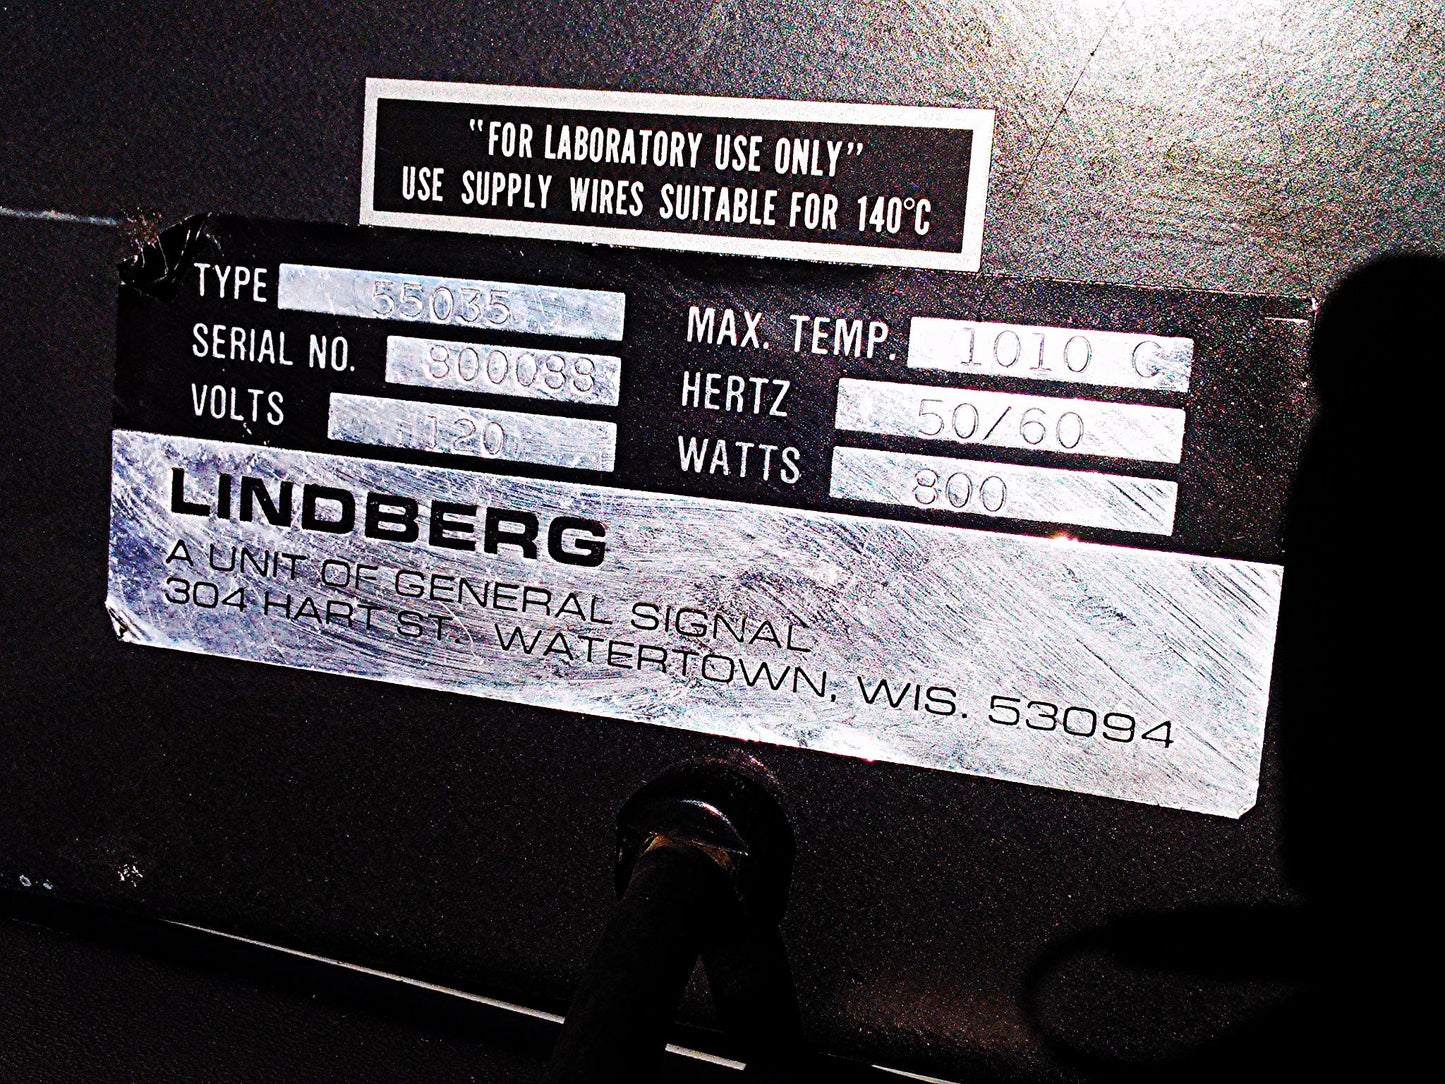 "FOR LABORATORY USE ONLY"
USE SUPPLY WIRES SUITABLE FOR 140°C
TYPE 55035
SERIAL NO. 800088
VOLTS 120
MAX. TEMP. 1010 C
HERTZ 50/60
WATTS 800
LINDBERG
A UNIT OF GENERAL SIGNAL
304 HART ST. WATERTOWN, WIS. 53094